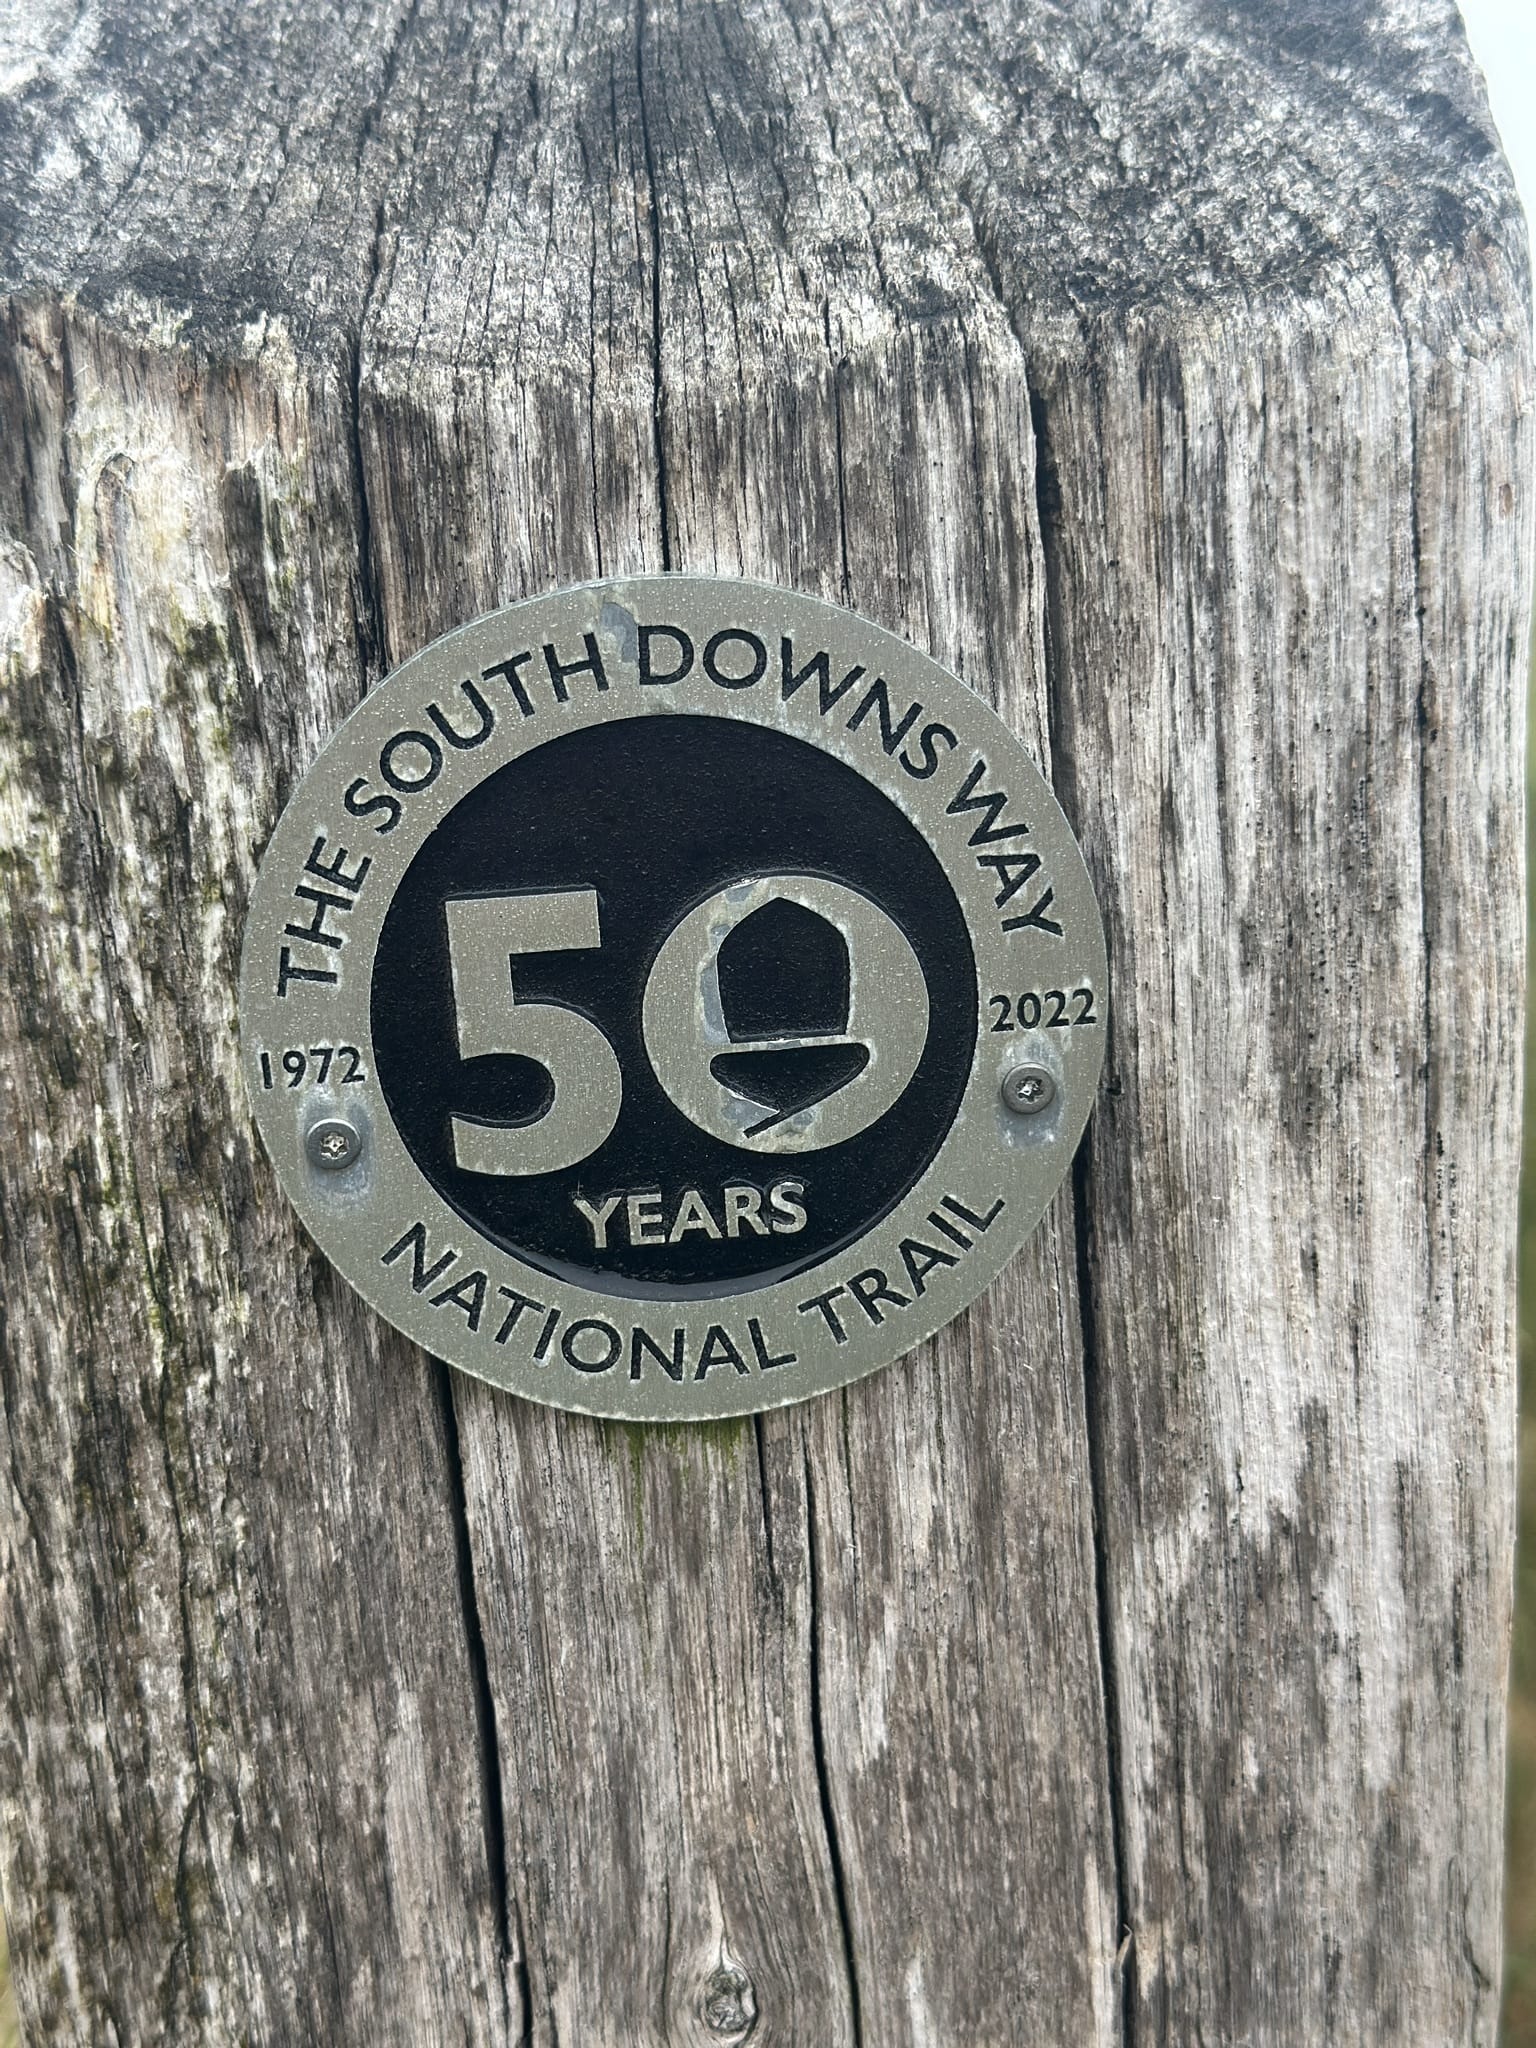 THE SOUTH DOWNS WAY
1972
2022
50
YEARS
NATIONAL TRAIL